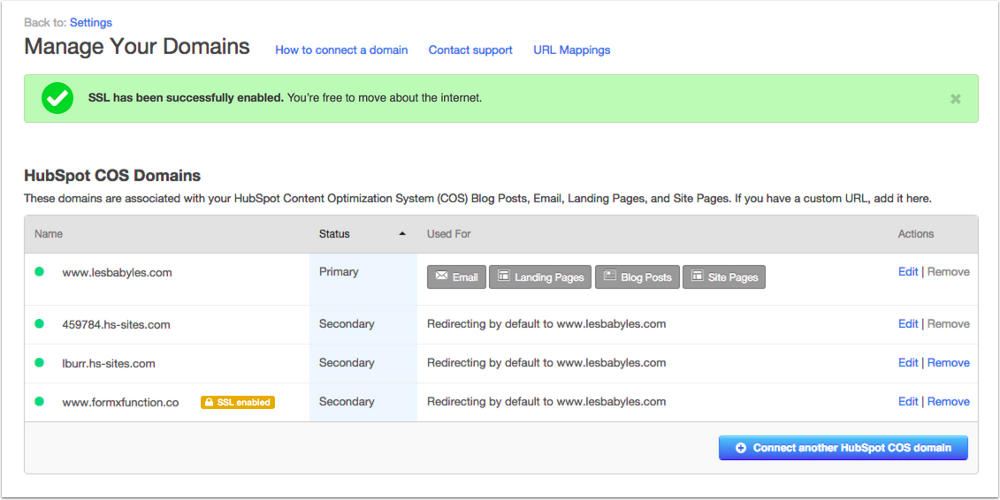 Back to: Settings
Manage Your Domains How to connect a domain Contact support URL Mappings
SSL has been successfully enabled. You're free to move about the internet.
HubSpot COS Domains
These domains are associated with your HubSpot Content Optimization System (COS) Blog Posts, Email, Landing Pages, and Site Pages. If you have a custom URL, add it here.
Name Status Used For Actions
www.lesbabyles.com Primary Email Landing Pages Blog Posts Site Pages Edit | Remove
459784.hs-sites.com Secondary Redirecting by default to www.lesbabyles.com Edit | Remove
lburr.hs-sites.com Secondary Redirecting by default to www.lesbabyles.com Edit | Remove
www.formxfunction.co SSL enabled Secondary Redirecting by default to www.lesbabyles.com Edit | Remove
Connect another HubSpot COS domain